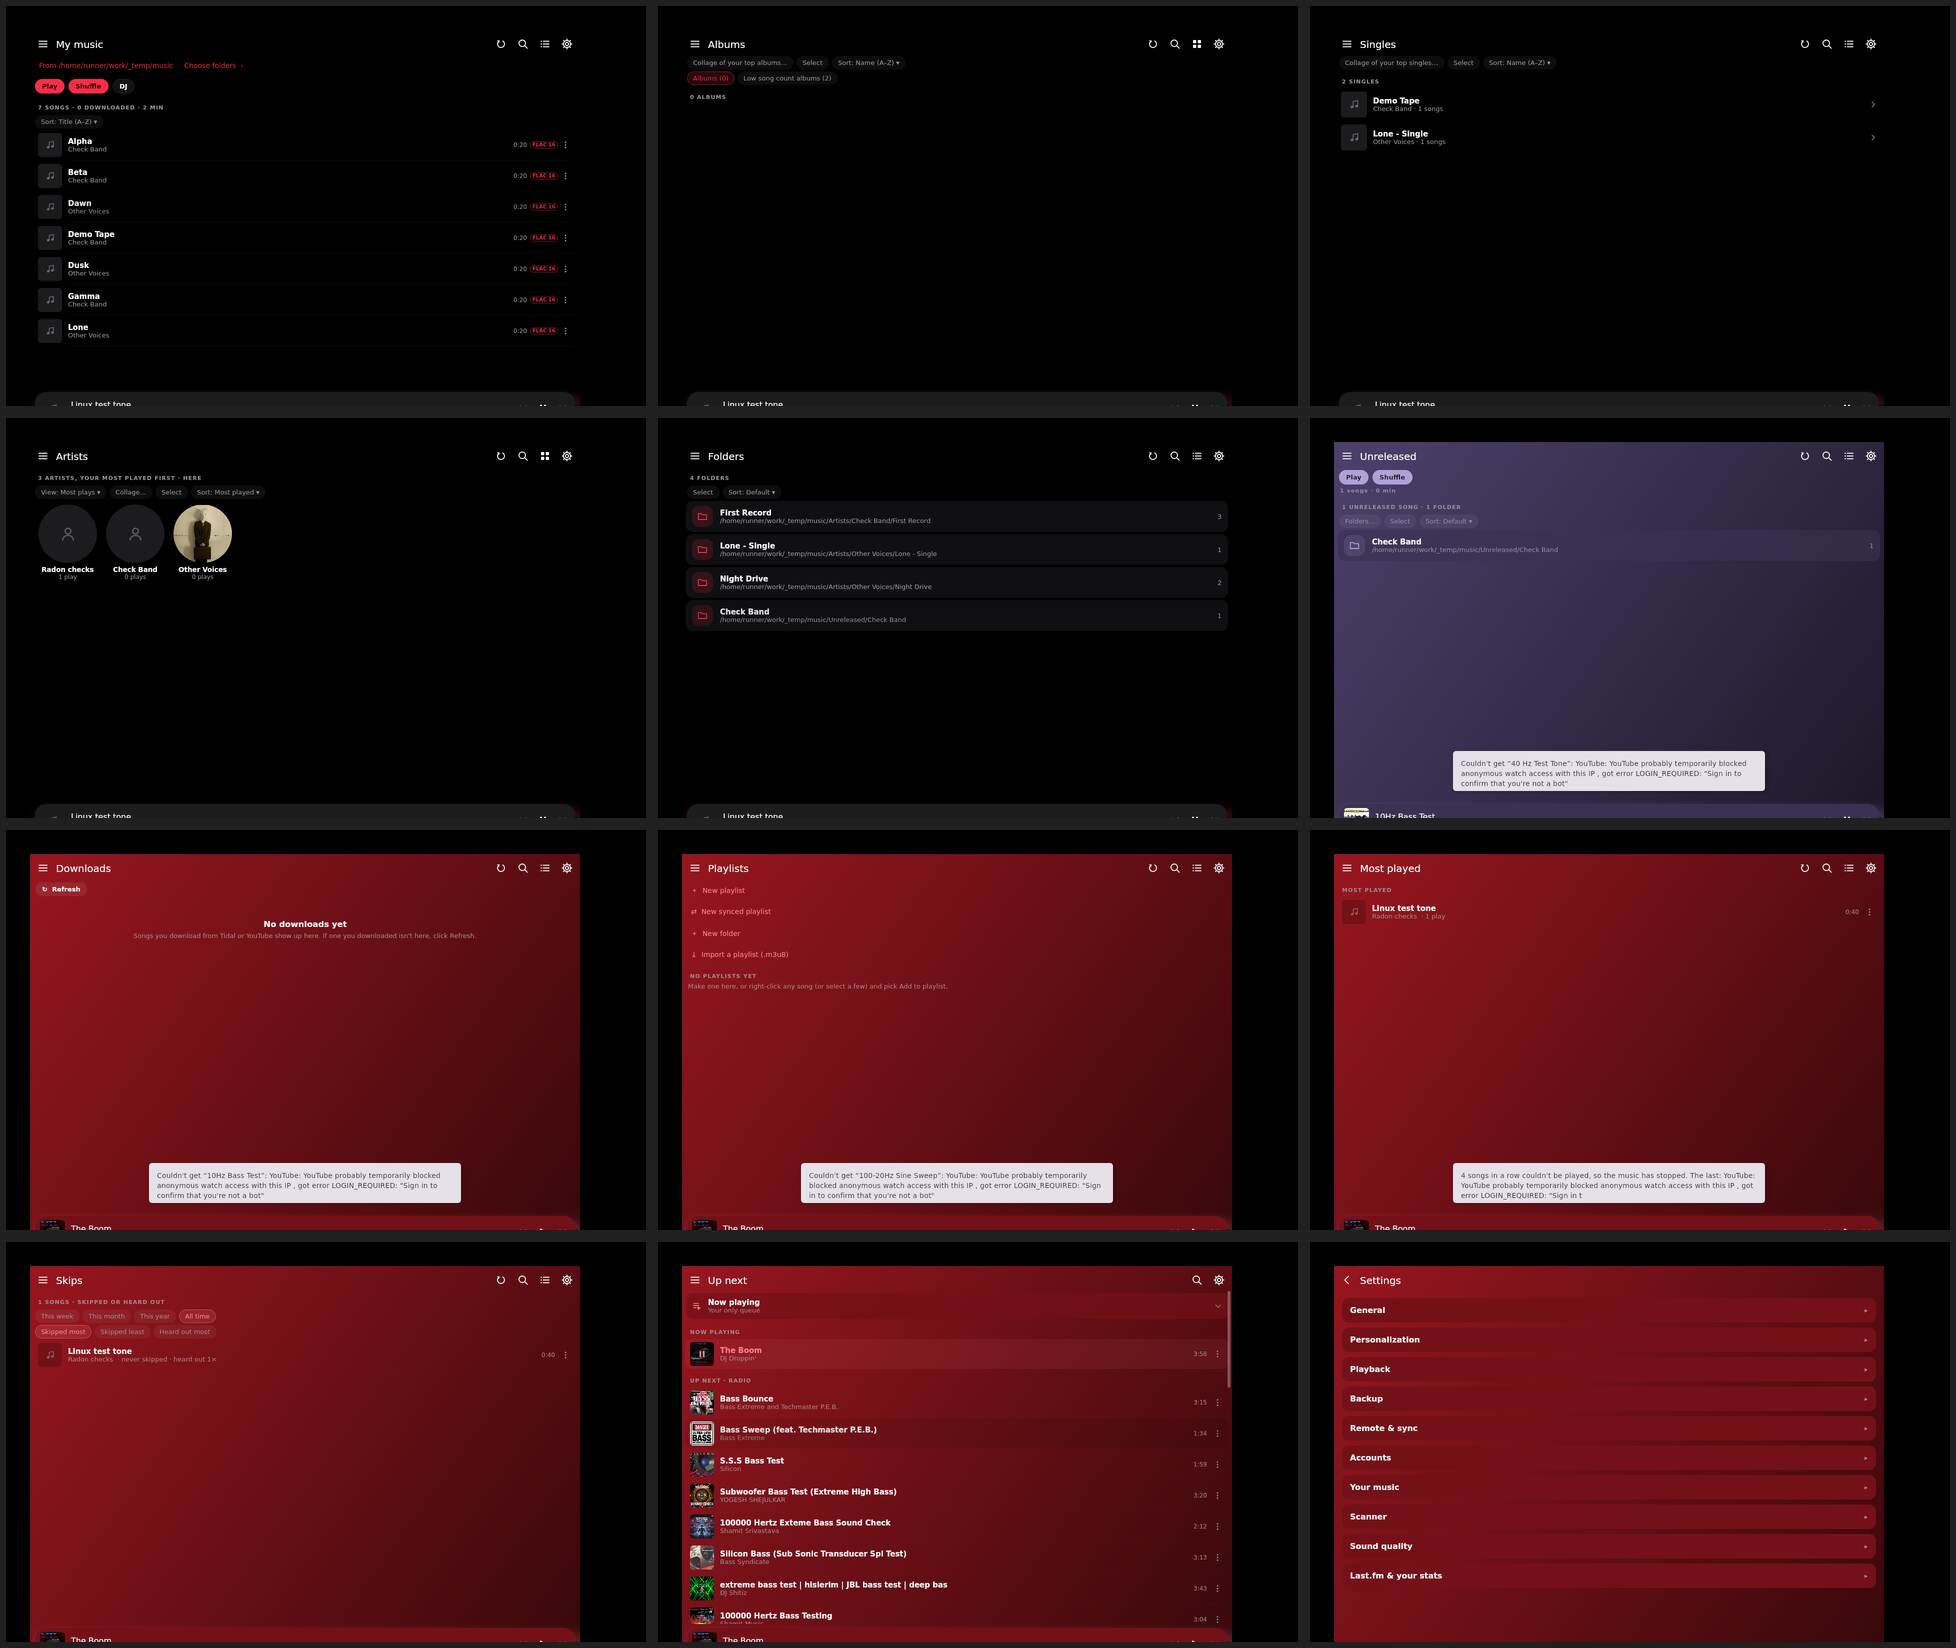 My music
From /home/runner/work/_temp/music · Choose folders ›
Play Shuffle DJ
7 SONGS · 0 DOWNLOADED · 2 MIN
Sort: Title (A–Z) ▾
Alpha
Check Band
0:20 FLAC 16
Beta
Check Band
0:20 FLAC 16
Dawn
Other Voices
0:20 FLAC 16
Demo Tape
Check Band
0:20 FLAC 16
Dusk
Other Voices
0:20 FLAC 16
Gamma
Check Band
0:20 FLAC 16
Lone
Other Voices
0:20 FLAC 16
Linux test tone
Albums
Collage of your top albums... Select Sort: Name (A–Z) ▾
Albums (0) Low song count albums (2)
0 ALBUMS
Linux test tone
Singles
Collage of your top singles... Select Sort: Name (A–Z) ▾
2 SINGLES
Demo Tape
Check Band · 1 songs
Lone - Single
Other Voices · 1 songs
Linux test tone
Artists
3 ARTISTS, YOUR MOST PLAYED FIRST · HERE
View: Most plays ▾ Collage... Select Sort: Most played ▾
Radon checks Check Band Other Voices
1 play 0 plays 0 plays
Linux test tone
Folders
4 FOLDERS
Select Sort: Default ▾
First Record
/home/runner/work/_temp/music/Artists/Check Band/First Record
3
Lone - Single
/home/runner/work/_temp/music/Artists/Other Voices/Lone - Single
1
Night Drive
/home/runner/work/_temp/music/Artists/Other Voices/Night Drive
2
Check Band
/home/runner/work/_temp/music/Unreleased/Check Band
1
Linux test tone
Unreleased
Play Shuffle
1 songs · 0 min
1 UNRELEASED SONG · 1 FOLDER
Folders... Select Sort: Default ▾
Check Band
/home/runner/work/_temp/music/Unreleased/Check Band
1
Couldn't get "40 Hz Test Tone": YouTube: YouTube probably temporarily blocked
anonymous watch access with this IP , got error LOGIN_REQUIRED: "Sign in to
confirm that you're not a bot"
10Hz Bass Test
Downloads
↻ Refresh
No downloads yet
Songs you download from Tidal or YouTube show up here. If one you downloaded isn't here, click Refresh.
Couldn't get "10Hz Bass Test": YouTube: YouTube probably temporarily blocked
anonymous watch access with this IP , got error LOGIN_REQUIRED: "Sign in to
confirm that you're not a bot"
The Boom
Playlists
+ New playlist
⇄ New synced playlist
+ New folder
↓ Import a playlist (.m3u8)
NO PLAYLISTS YET
Make one here, or right-click any song (or select a few) and pick Add to playlist.
Couldn't get "100-20Hz Sine Sweep": YouTube: YouTube probably temporarily
blocked anonymous watch access with this IP , got error LOGIN_REQUIRED: "Sign
in to confirm that you're not a bot"
The Boom
Most played
MOST PLAYED
Linux test tone
Radon checks · 1 play
0:40
4 songs in a row couldn't be played, so the music has stopped. The last: YouTube:
YouTube probably temporarily blocked anonymous watch access with this IP , got
error LOGIN_REQUIRED: "Sign in t
The Boom
Skips
1 SONGS · SKIPPED OR HEARD OUT
This week This month This year All time
Skipped most Skipped least Heard out most
Linux test tone
Radon checks · never skipped · heard out 1×
0:40
The Boom
Up next
Now playing
Your only queue
NOW PLAYING
The Boom
DJ Droppin'
3:58
UP NEXT · RADIO
Bass Bounce
Bass Extreme and Techmaster P.E.B.
3:15
Bass Sweep (feat. Techmaster P.E.B.)
Bass Extreme
1:34
S.S.S Bass Test
Silicon
1:59
Subwoofer Bass Test (Extreme High Bass)
YOGESH SHEJULKAR
3:20
100000 Hertz Exteme Bass Sound Check
Shamit Srivastava
2:12
Silicon Bass (Sub Sonic Transducer Spl Test)
Bass Syndicate
3:13
extreme bass test | hisierim | JBL bass test | deep bas
DJ Shitiz
3:43
100000 Hertz Bass Testing
3:04
The Boom
Settings
General
Personalization
Playback
Backup
Remote & sync
Accounts
Your music
Scanner
Sound quality
Last.fm & your stats